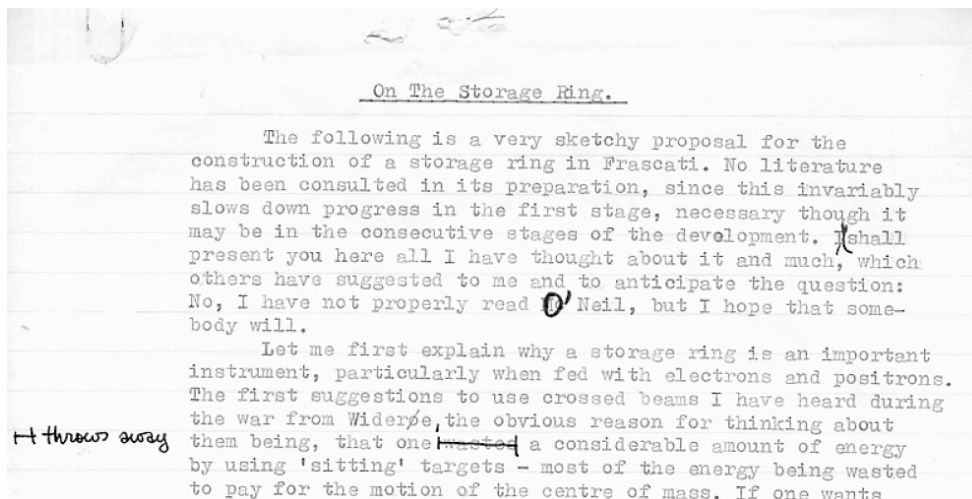 On The Storage Ring.
The following is a very sketchy proposal for the
construction of a storage ring in Frascati. No literature
has been consulted in its preparation, since this invariably
slows down progress in the first stage, necessary though it
may be in the consecutive stages of the development. I shall
present you here all I have thought about it and much, which
others have suggested to me and to anticipate the question:
No, I have not properly read O'Neil, but I hope that some-
body will.
Let me first explain why a storage ring is an important
instrument, particularly when fed with electrons and positrons.
The first suggestions to use crossed beams I have heard during
the war from Widerøe, the obvious reason for thinking about
throws away them being, that one wasted a considerable amount of energy
by using 'sitting' targets - most of the energy being wasted
to pay for the motion of the centre of mass. If one wants